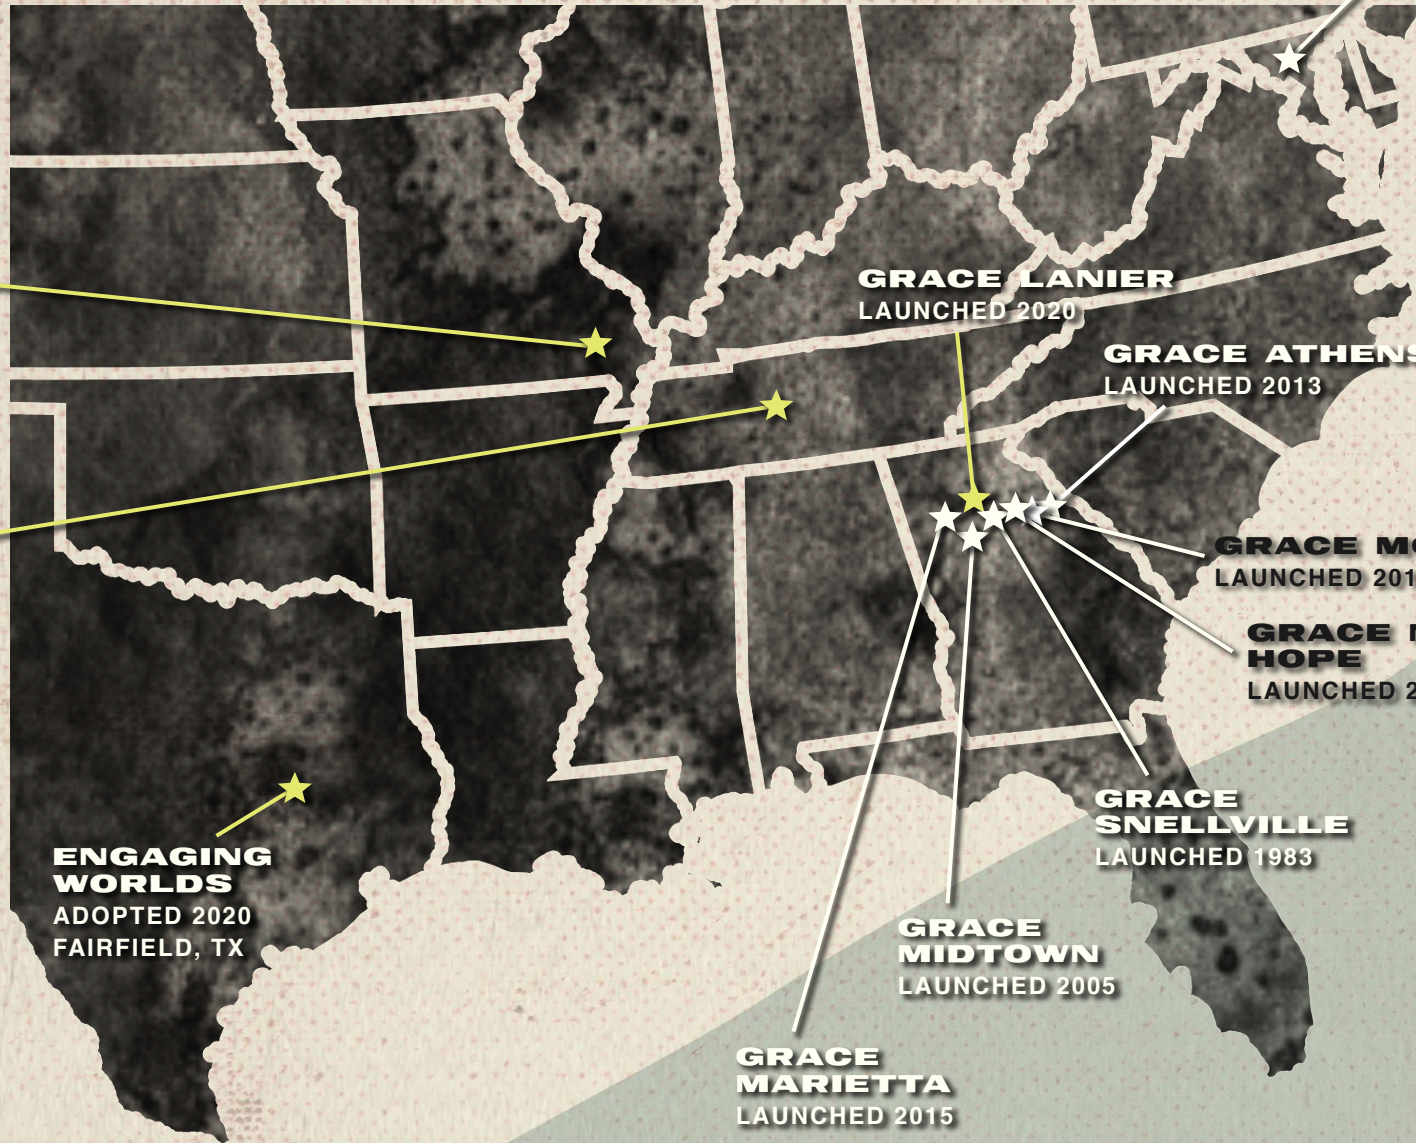 GRACE LANIER
LAUNCHED 2020
GRACE ATHENS
LAUNCHED 2013
GRACE
LAUNCHED
GRACE
HOPE
LAUNCHED
GRACE
SNELLVILLE
LAUNCHED 1983
ENGAGING
WORLDS
ADOPTED 2020
FAIRFIELD, TX
GRACE
MIDTOWN
LAUNCHED 2005
GRACE
MARIETTA
LAUNCHED 2015